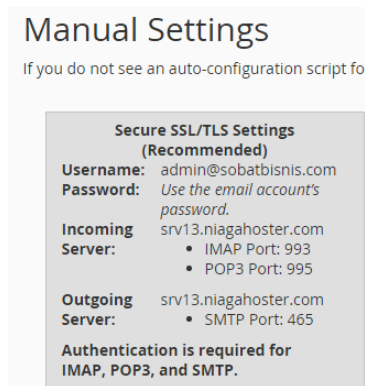 Manual Settings
If you do not see an auto-configuration script fo
Secure SSL/TLS Settings
(Recommended)
Username: admin@sobatbisnis.com
Password: Use the email account's
password.
Incoming srv13.niagahoster.com
Server: • IMAP Port: 993
• POP3 Port: 995
Outgoing srv13.niagahoster.com
Server: • SMTP Port: 465
Authentication is required for
IMAP, POP3, and SMTP.